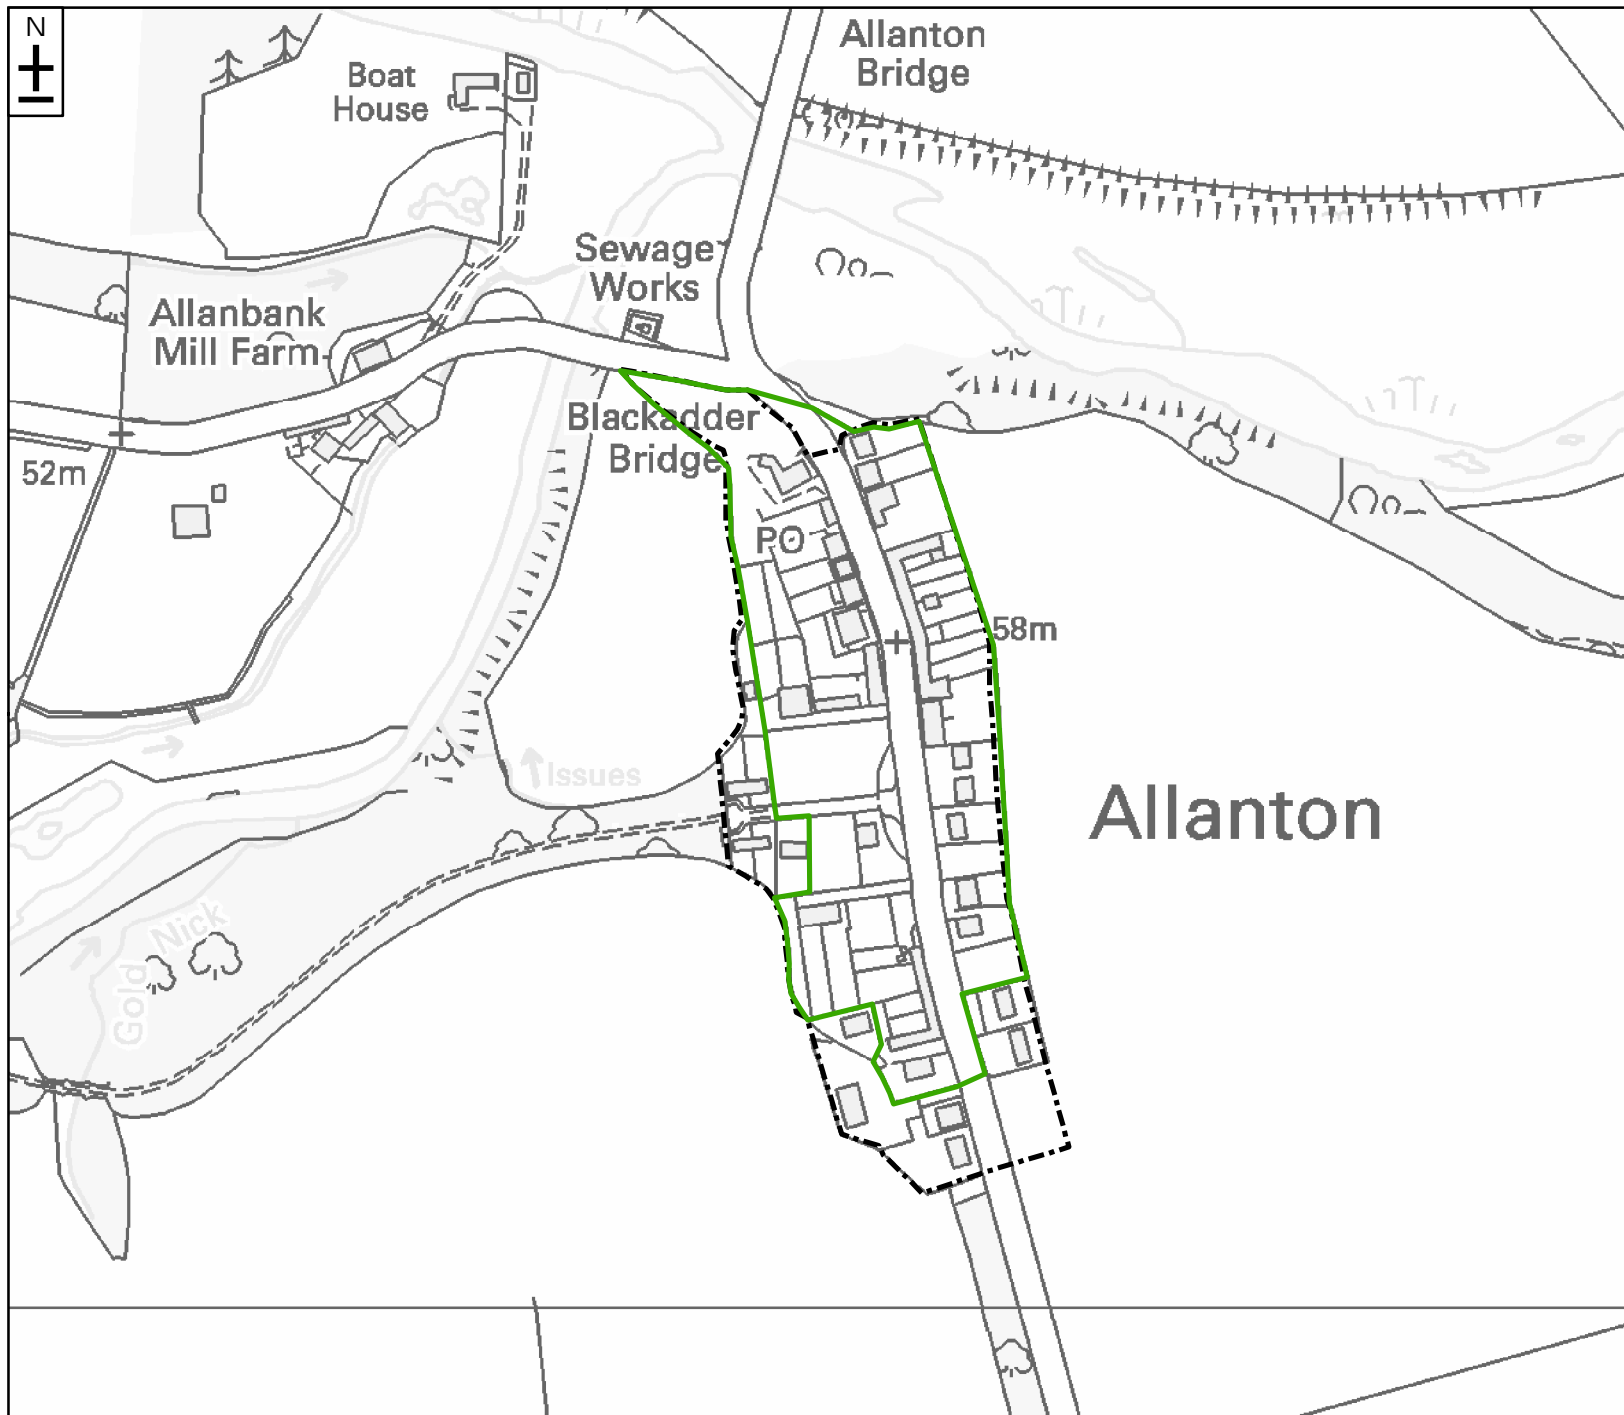 N
Allanton
Bridge
Boat
House
Sewage
Works
Allanbank
Mill Farm
Blackadder
Bridge
52m
PO
58m
Issues
Allanton
Nick
Gold